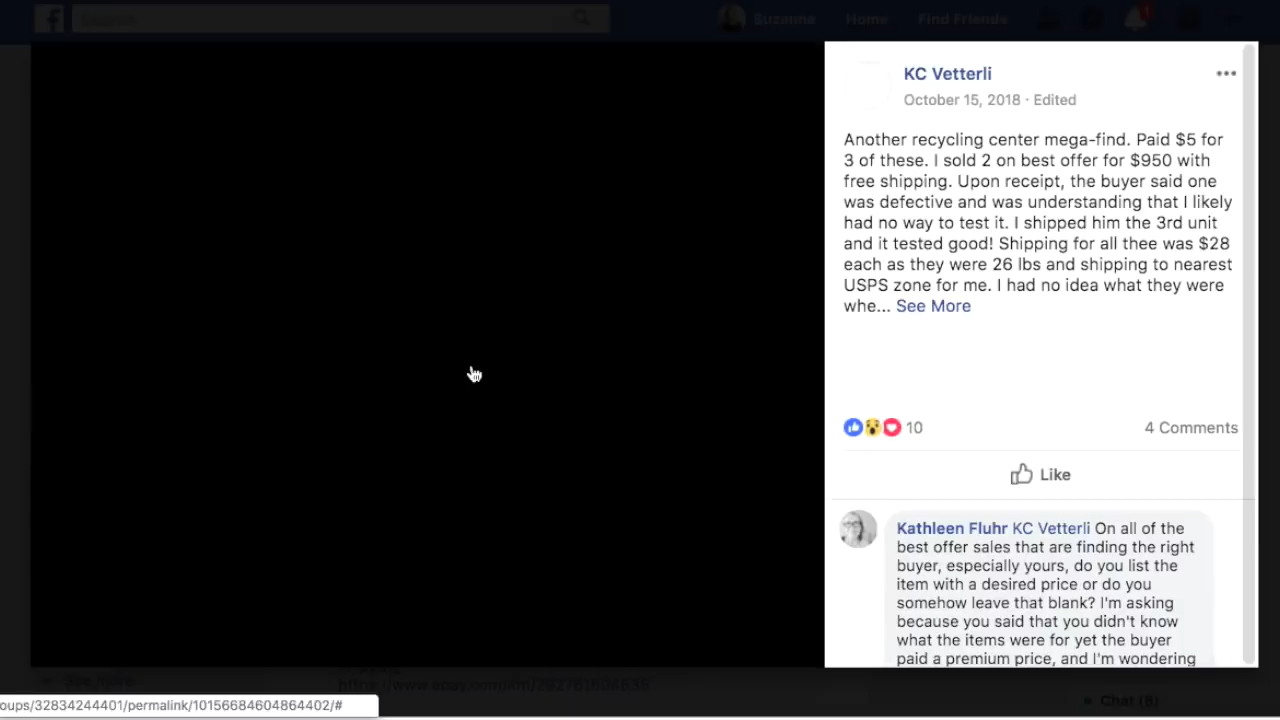 Search
Suzanne Home Find Friends
1
KC Vetterli
October 15, 2018 · Edited
Another recycling center mega-find. Paid $5 for
3 of these. I sold 2 on best offer for $950 with
free shipping. Upon receipt, the buyer said one
was defective and was understanding that I likely
had no way to test it. I shipped him the 3rd unit
and it tested good! Shipping for all thee was $28
each as they were 26 lbs and shipping to nearest
USPS zone for me. I had no idea what they were
whe... See More
10
4 Comments
Like
Kathleen Fluhr KC Vetterli On all of the
best offer sales that are finding the right
buyer, especially yours, do you list the
item with a desired price or do you
somehow leave that blank? I'm asking
because you said that you didn't know
what the items were for yet the buyer
paid a premium price, and I'm wondering
See more
Chat (8)
oups/32834244401/permalink/10156684604864402/#